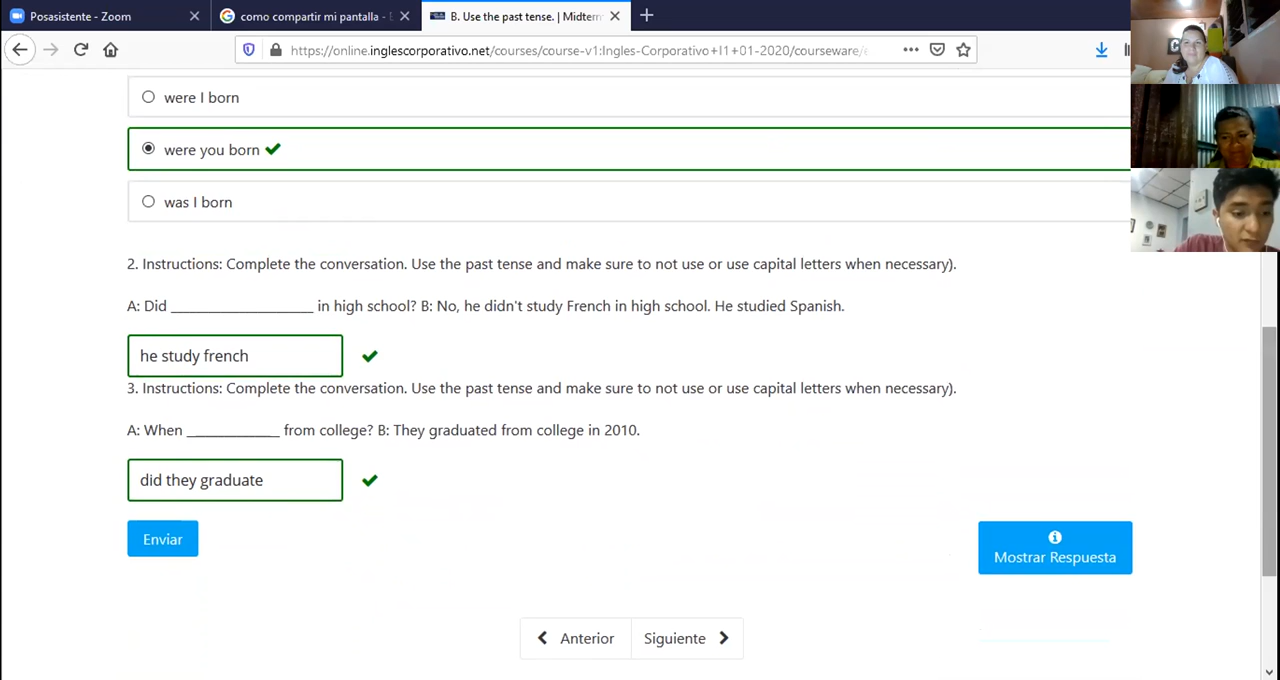 Posasistente - Zoom
como compartir mi pantalla -
B. Use the past tense. | Midterm
https://online.inglescorporativo.net/courses/course-v1:Ingles-Corporativo+I1+01-2020/courseware/
were I born
were you born
was I born
2. Instructions: Complete the conversation. Use the past tense and make sure to not use or use capital letters when necessary).
A: Did ____________________ in high school? B: No, he didn't study French in high school. He studied Spanish.
he study french
3. Instructions: Complete the conversation. Use the past tense and make sure to not use or use capital letters when necessary).
A: When _____________ from college? B: They graduated from college in 2010.
did they graduate
Enviar
Mostrar Respuesta
Anterior
Siguiente